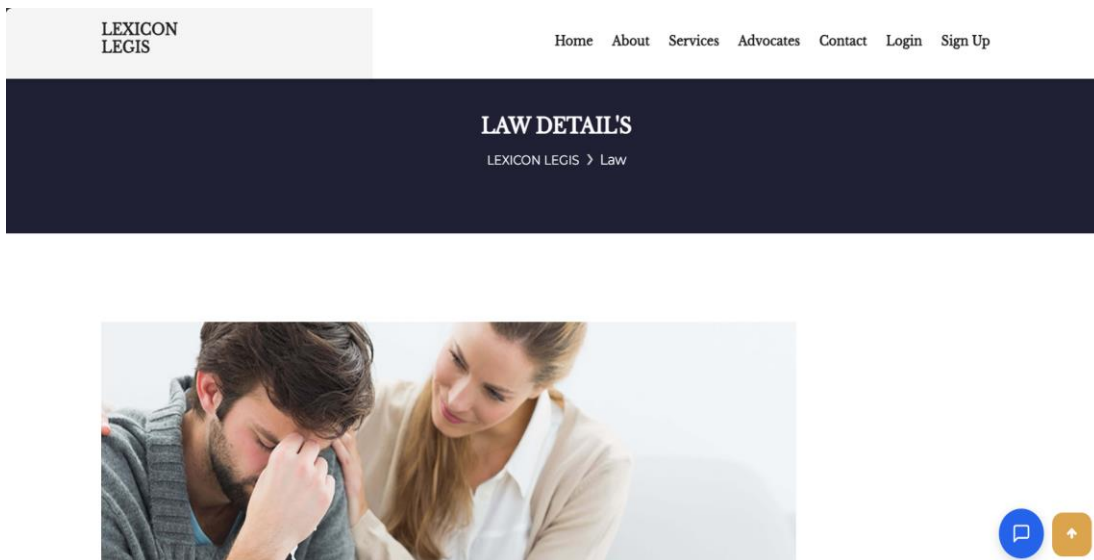 LEXICON
LEGIS
Home About Services Advocates Contact Login Sign Up
LAW DETAIL'S
LEXICON LEGIS ❯ Law